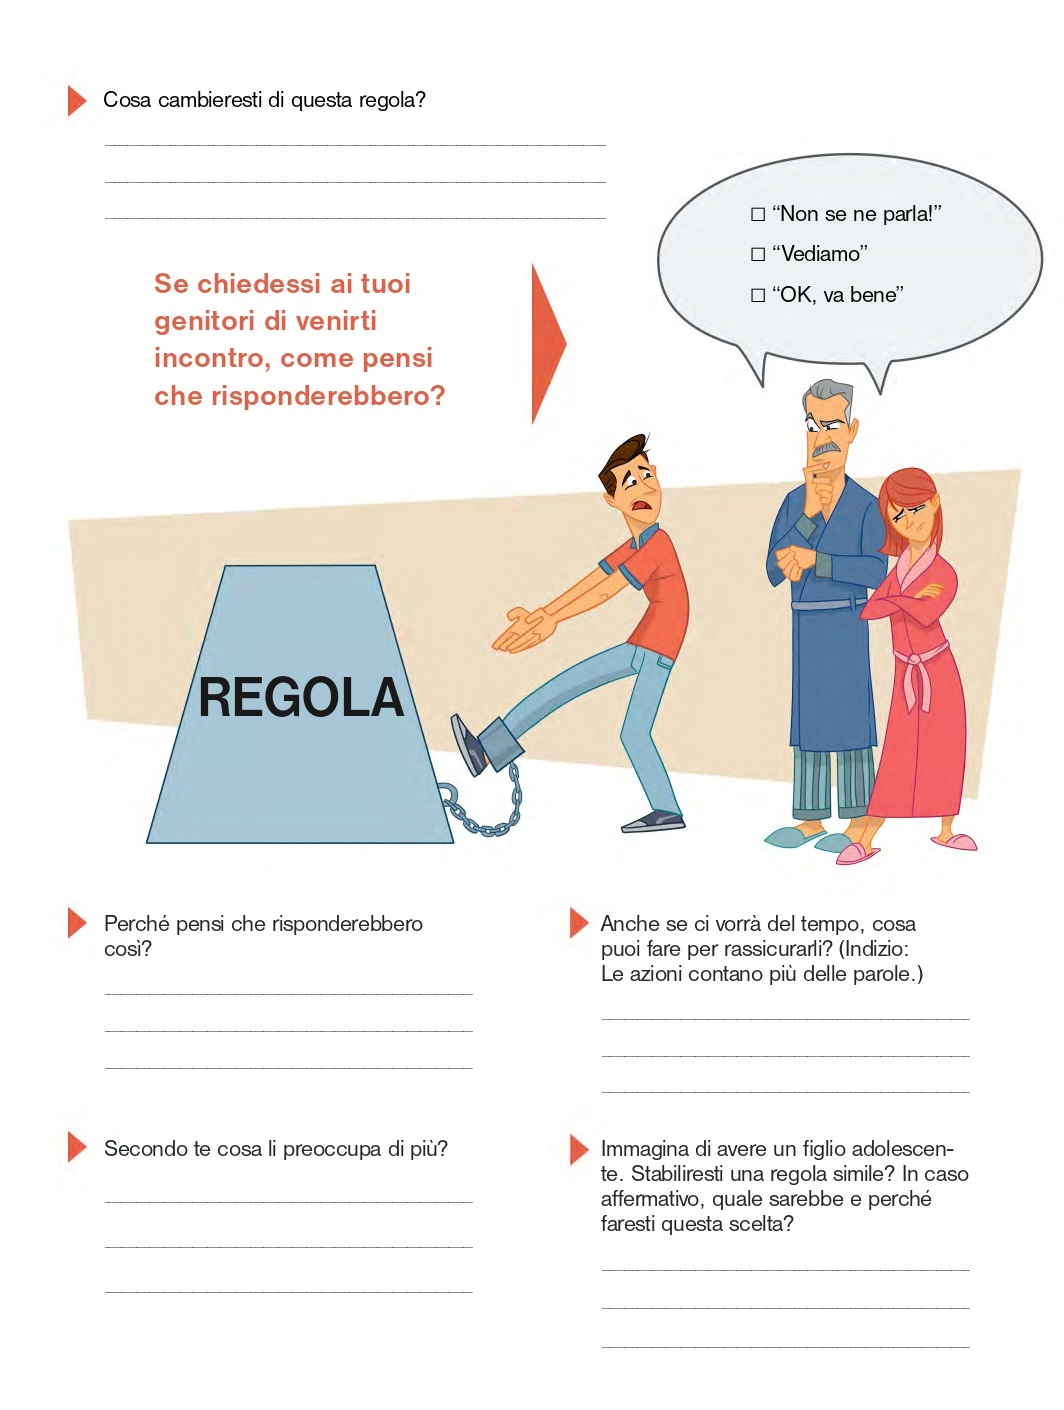 Cosa cambieresti di questa regola?
Se chiedessi ai tuoi
genitori di venirti
incontro, come pensi
che risponderebbero?
□ “Non se ne parla!”
□ “Vediamo”
□ “OK, va bene”
REGOLA
Perché pensi che risponderebbero
così?
Secondo te cosa li preoccupa di più?
Anche se ci vorrà del tempo, cosa
puoi fare per rassicurarli? (Indizio:
Le azioni contano più delle parole.)
Immagina di avere un figlio adolescen-
te. Stabiliresti una regola simile? In caso
affermativo, quale sarebbe e perché
faresti questa scelta?